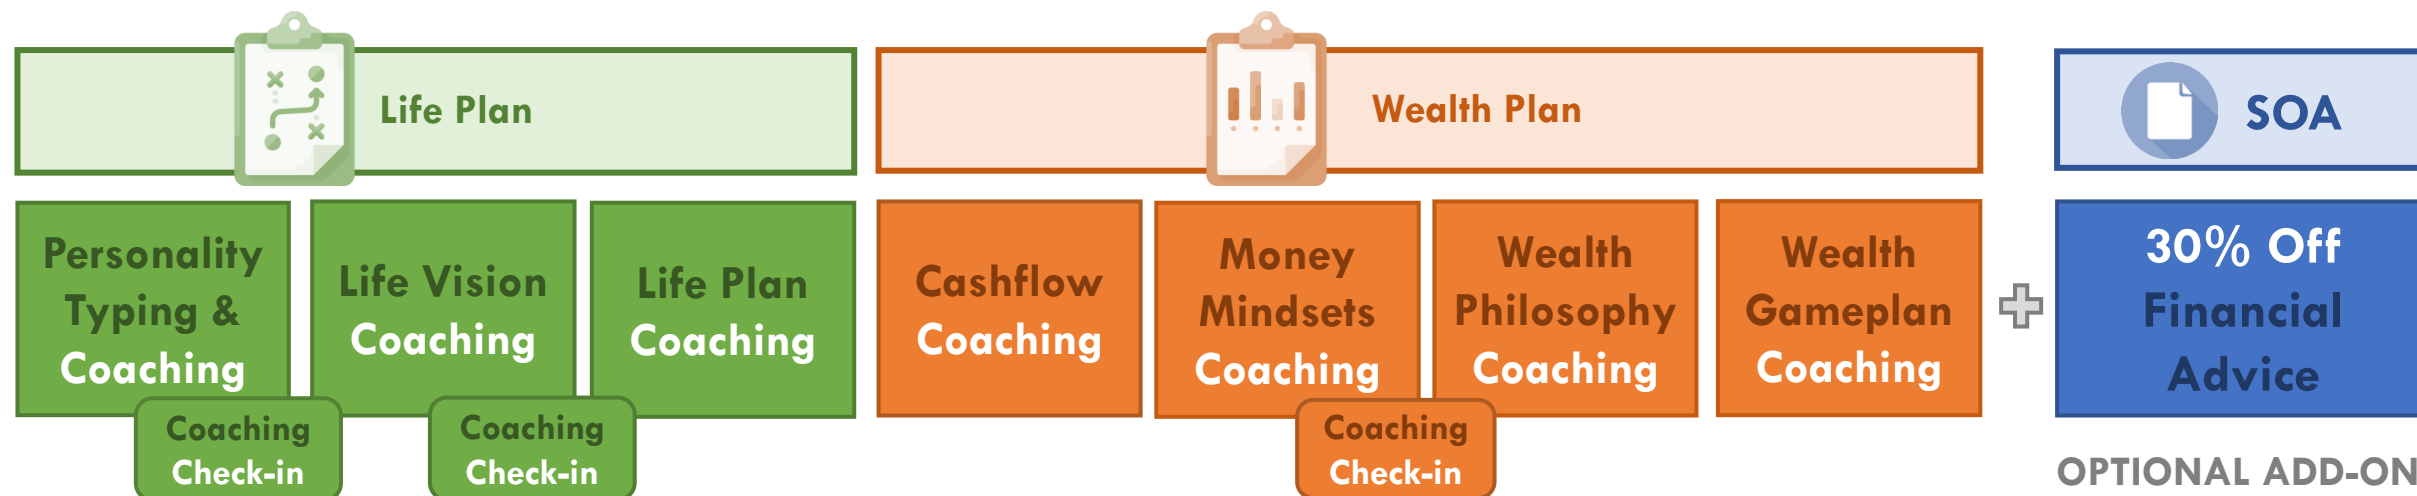 Life Plan
Wealth Plan
SOA
Personality
Typing &
Coaching
Life Vision
Coaching
Life Plan
Coaching
Cashflow
Coaching
Money
Mindsets
Coaching
Wealth
Philosophy
Coaching
Wealth
Gameplan
Coaching
30% Off
Financial
Advice
Coaching
Check-in
Coaching
Check-in
Coaching
Check-in
OPTIONAL ADD-ON